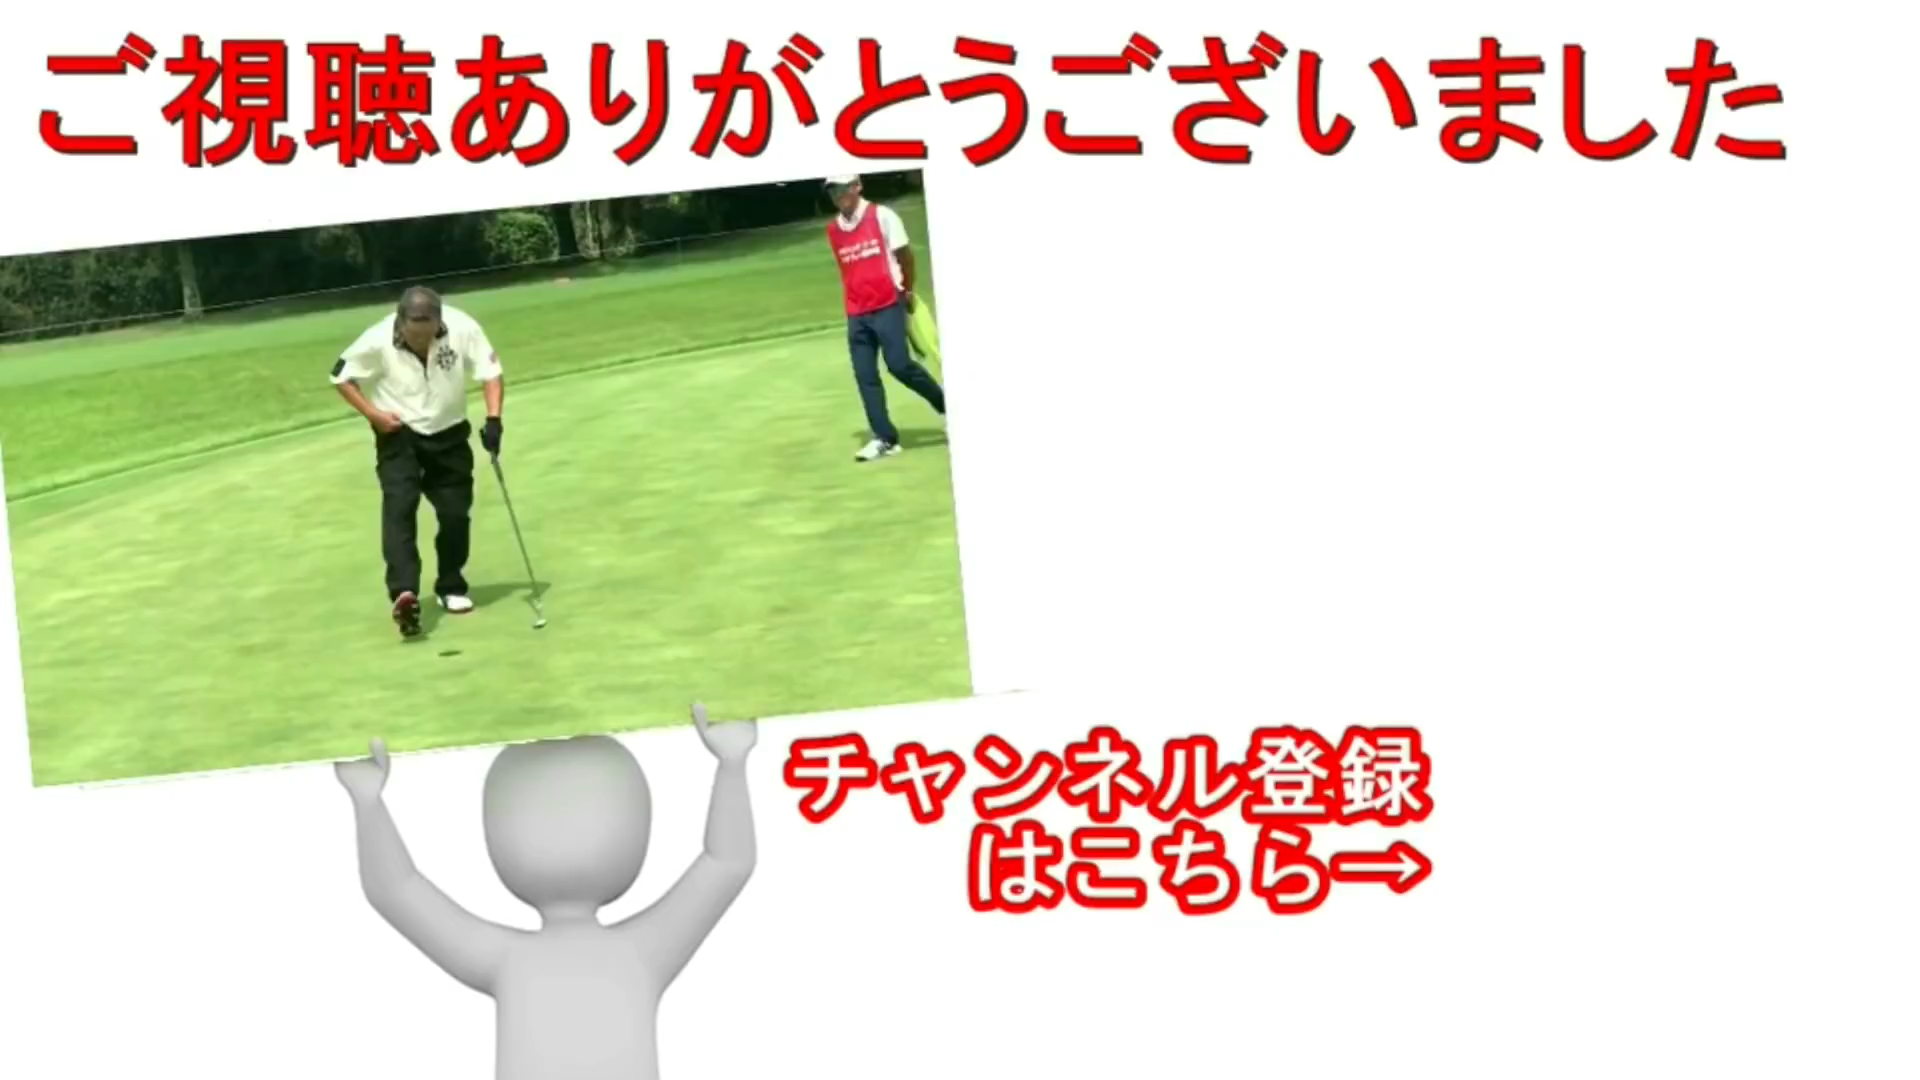 ご視聴ありがとうございました
チャンネル登録
はこちら→